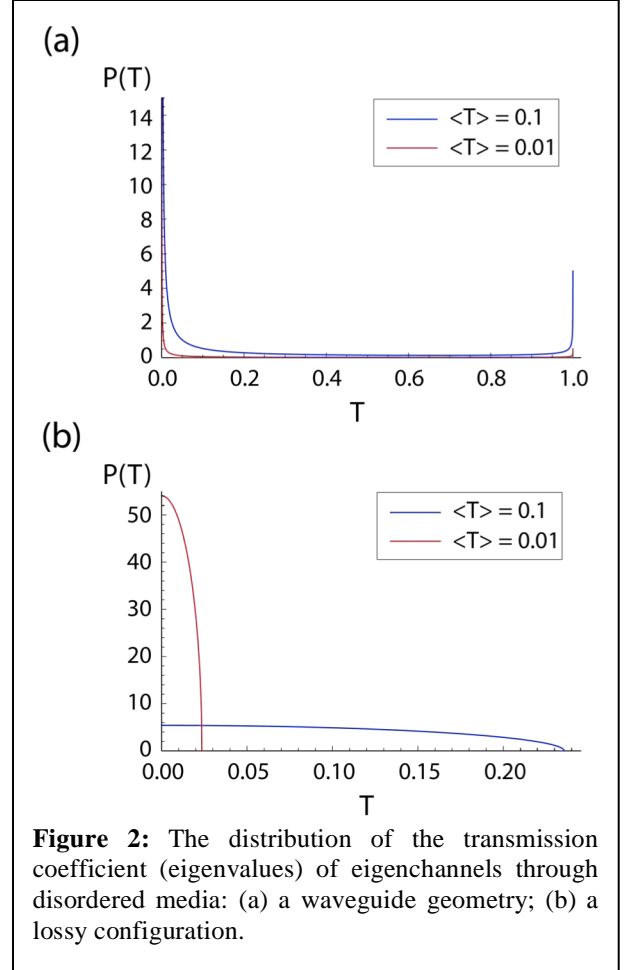 (a)
P(T)
14
12
10
8
6
4
2
0
<T> = 0.1
<T> = 0.01
0.0 0.2 0.4 0.6 0.8 1.0
T
(b)
P(T)
50
40
30
20
10
0
<T> = 0.1
<T> = 0.01
0.00 0.05 0.10 0.15 0.20
T
Figure 2: The distribution of the transmission
coefficient (eigenvalues) of eigenchannels through
disordered media: (a) a waveguide geometry; (b) a
lossy configuration.